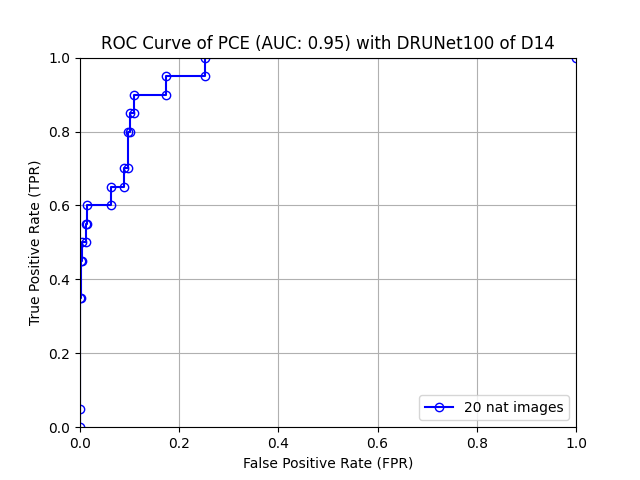 ROC Curve of PCE (AUC: 0.95) with DRUNet100 of D14
1.0
0.8
0.6
0.4
0.2
0.0
True Positive Rate (TPR)
20 nat images
0.0 0.2 0.4 0.6 0.8 1.0
False Positive Rate (FPR)